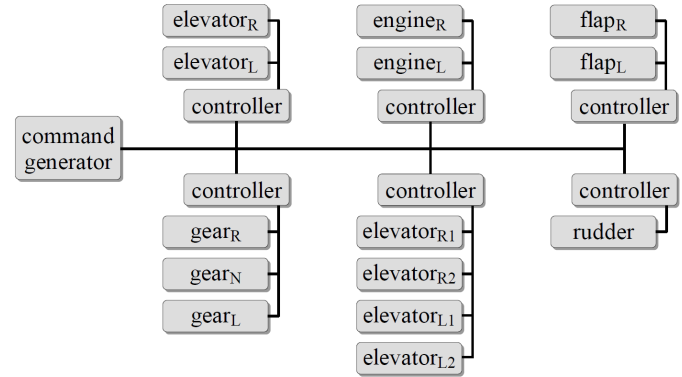 elevatorR
elevatorL
controller
engineR
engineL
controller
flapR
flapL
controller
command
generator
controller
gearR
gearN
gearL
controller
elevatorR1
elevatorR2
elevatorL1
elevatorL2
controller
rudder